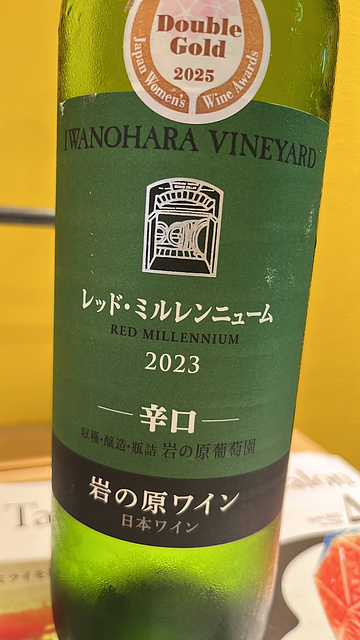 Double
Gold
2025
Japan Women's Wine Awards
IWANOHARA VINEYARD
レッド・ミルレンニューム
RED MILLENNIUM
2023
辛口
収穫・醸造・瓶詰 岩の原葡萄園
岩の原ワイン
日本ワイン